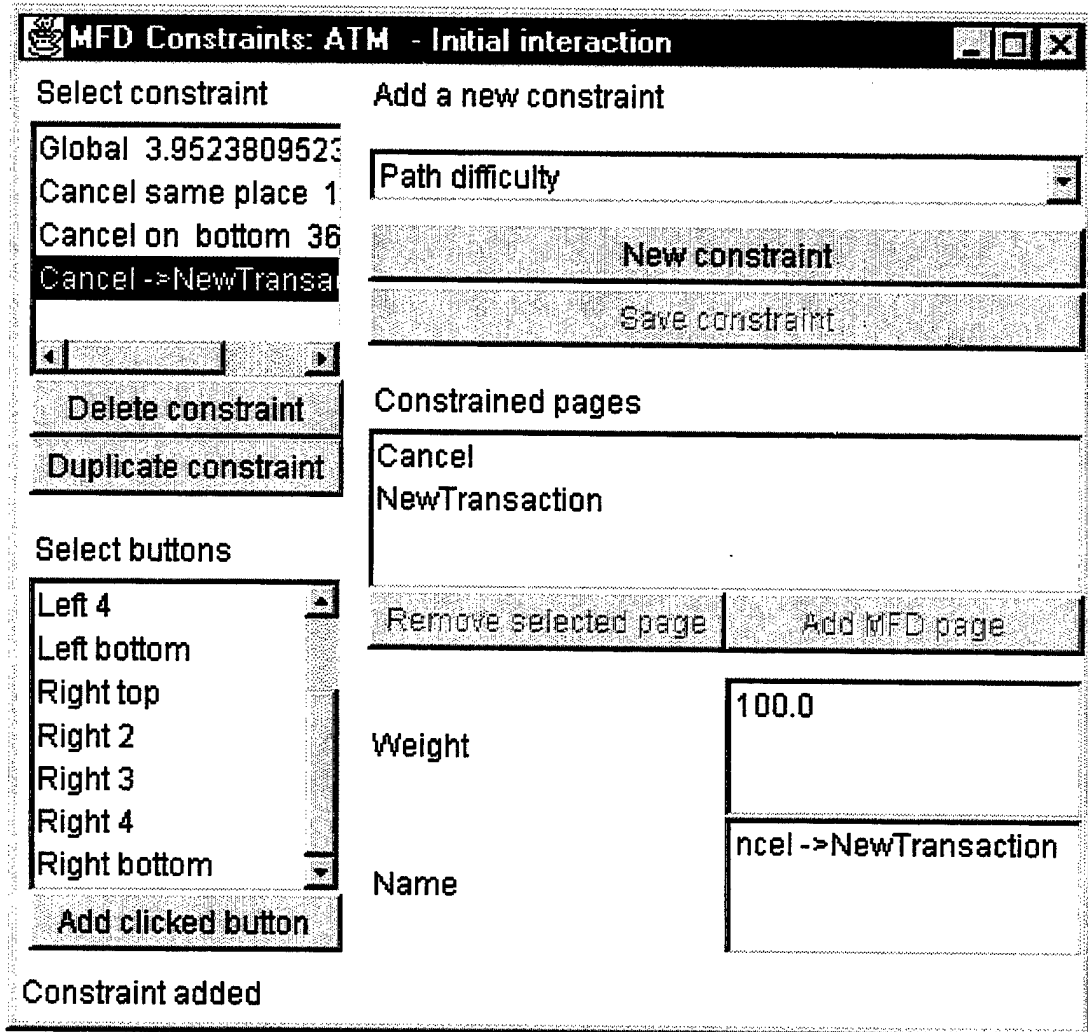 MFD Constraints: ATM - Initial interaction
Select constraint
Global 3.9523809523
Cancel same place 1
Cancel on bottom 36
Cancel ->NewTransa
Delete constraint
Duplicate constraint
Select buttons
Left 4
Left bottom
Right top
Right 2
Right 3
Right 4
Right bottom
Add clicked button
Add a new constraint
Path difficulty
New constraint
Save constraint
Constrained pages
Cancel
NewTransaction
Remove selected page
Add MFD page
Weight
100.0
Name
ncel ->NewTransaction
Constraint added